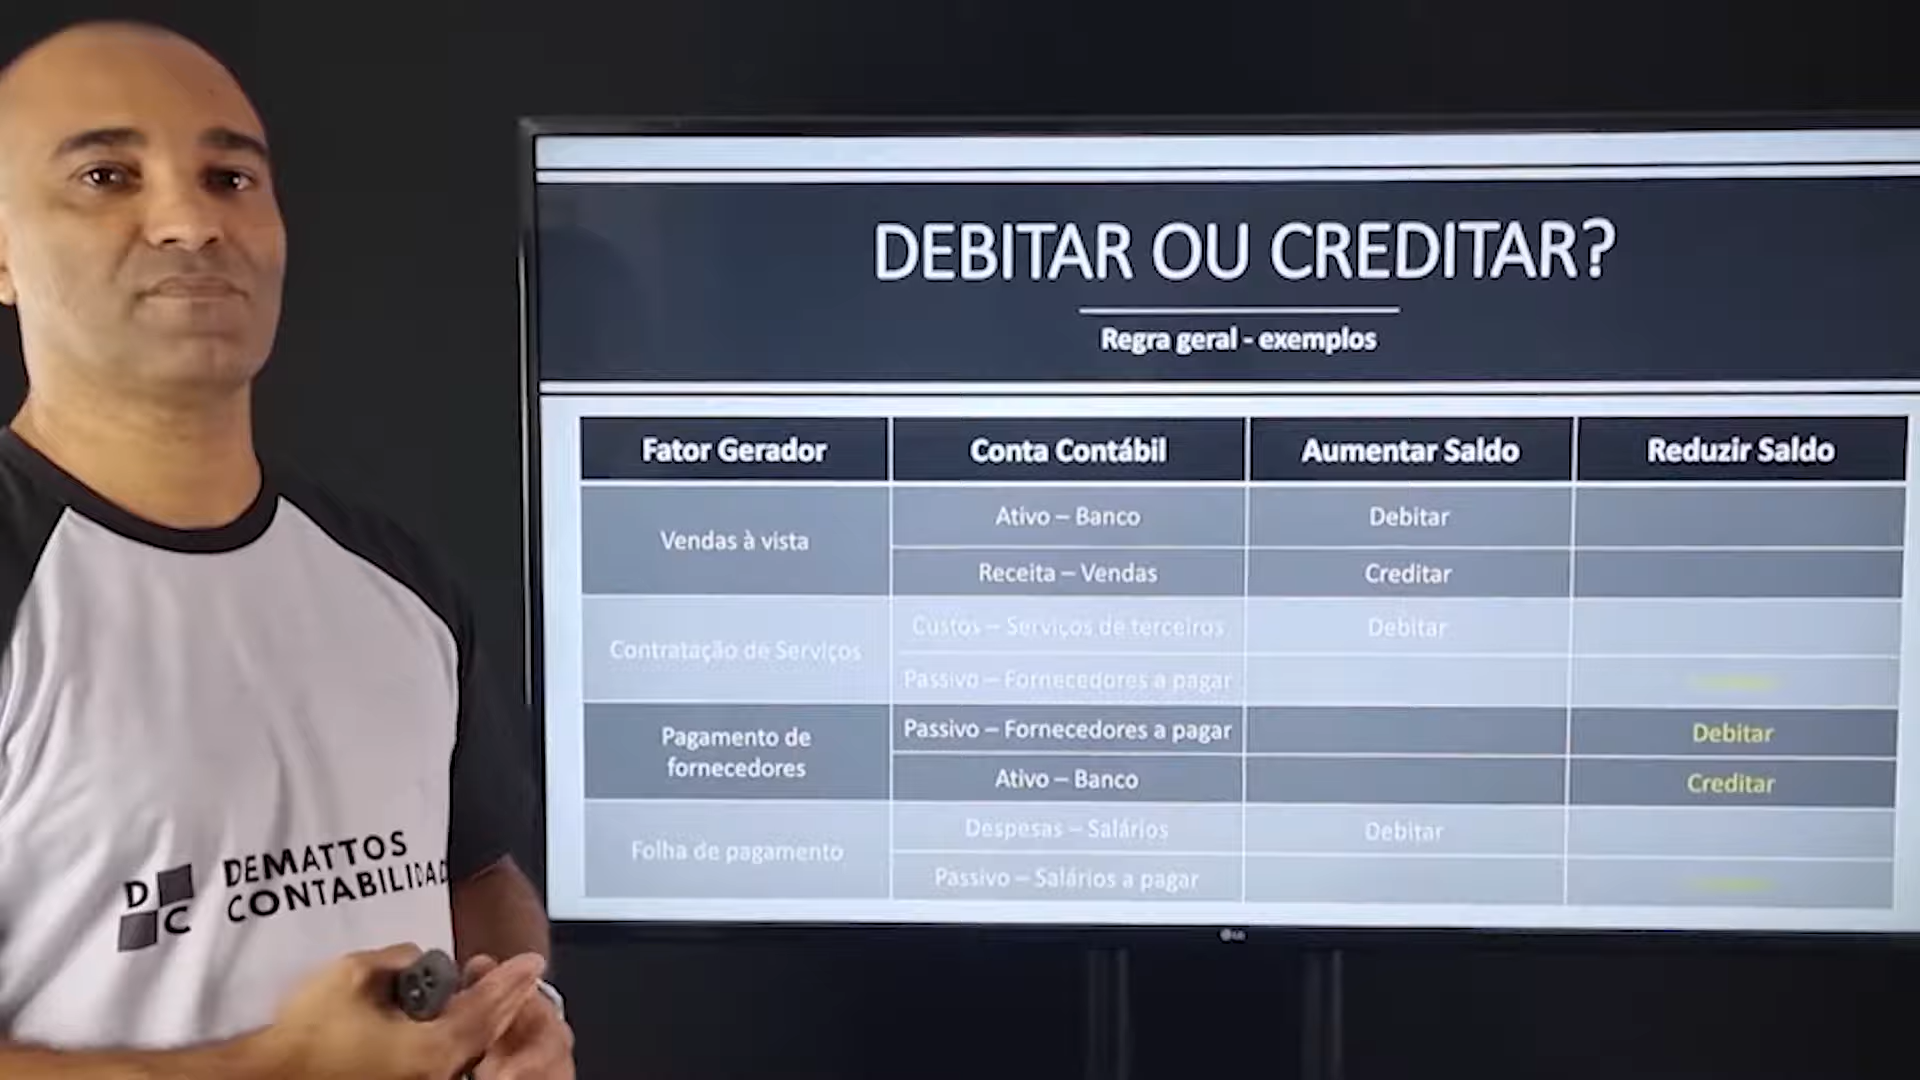 DEBITAR OU CREDITAR?
Regra geral - exemplos
Fator Gerador Conta Contábil Aumentar Saldo Reduzir Saldo
Vendas à vista
Ativo – Banco Debitar
Receita – Vendas Creditar
Contratação de Serviços
Custos – Serviços de terceiros Debitar
Passivo – Fornecedores a pagar
Pagamento de
fornecedores
Passivo – Fornecedores a pagar Debitar
Ativo – Banco Creditar
Folha de pagamento
Despesas – Salários Debitar
Passivo – Salários a pagar
D
C
DEMATTOS
CONTABILIDAD
LG